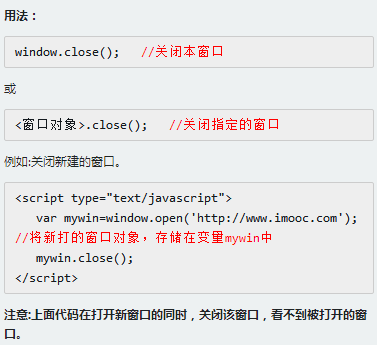 用法：
window.close();   //关闭本窗口
或
<窗口对象>.close();   //关闭指定的窗口
例如:关闭新建的窗口。
<script type="text/javascript">
   var mywin=window.open('http://www.imooc.com');
//将新打的窗口对象，存储在变量mywin中
   mywin.close();
</script>
注意:上面代码在打开新窗口的同时，关闭该窗口，看不到被打开的窗
口。